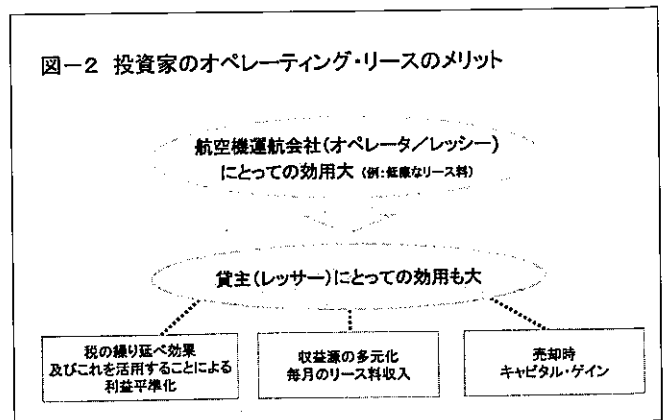 図－2 投資家のオペレーティング・リースのメリット
航空機運航会社(オペレータ／レッシー)
にとっての効用大 (例:低廉なリース料)
貸主(レッサー)にとっての効用も大
税の繰り延べ効果
及びこれを活用することによる
利益平準化
収益源の多元化
毎月のリース料収入
売却時
キャピタル・ゲイン